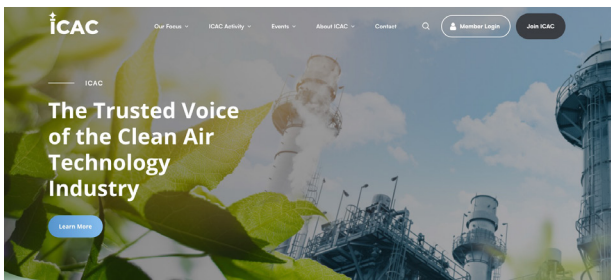 icac
Our Focus
ICAC Activity
Events
About ICAC
Contact
Member Login
Join ICAC
ICAC
The Trusted Voice
of the Clean Air
Technology
Industry
Learn More